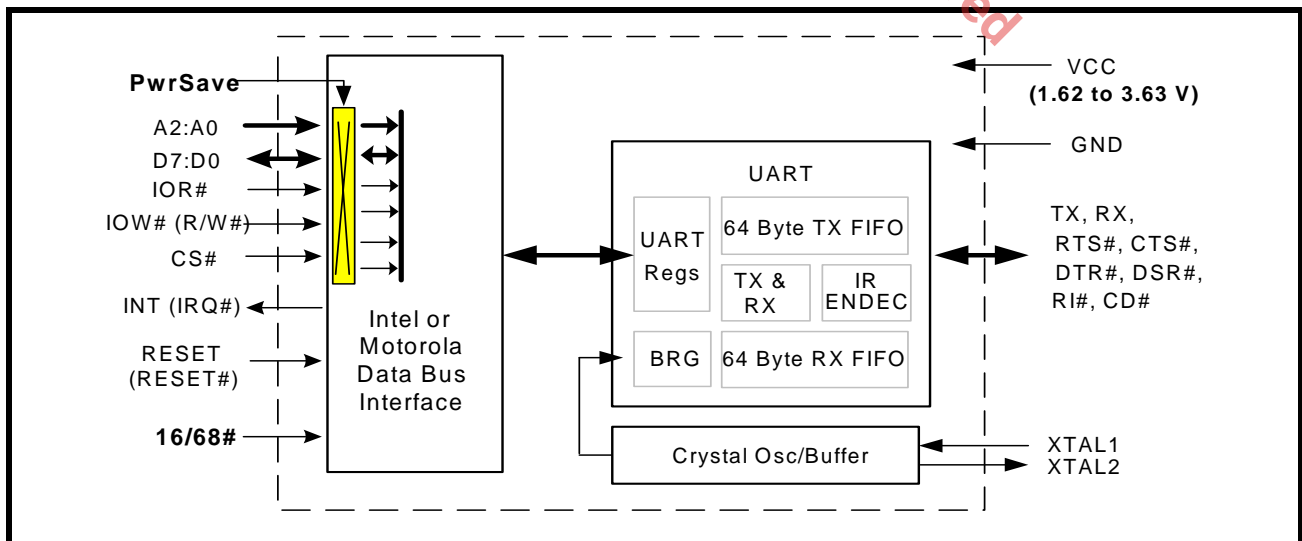 PwrSave
A2:A0
D7:D0
IOR#
IOW# (R/W#)
CS#
INT (IRQ#)
RESET
(RESET#)
16/68#
Intel or
Motorola
Data Bus
Interface
UART
UART
Regs
64 Byte TX FIFO
TX &
RX
IR
ENDEC
BRG
64 Byte RX FIFO
Crystal Osc/Buffer
VCC
(1.62 to 3.63 V)
GND
TX, RX,
RTS#, CTS#,
DTR#, DSR#,
RI#, CD#
XTAL1
XTAL2
ed